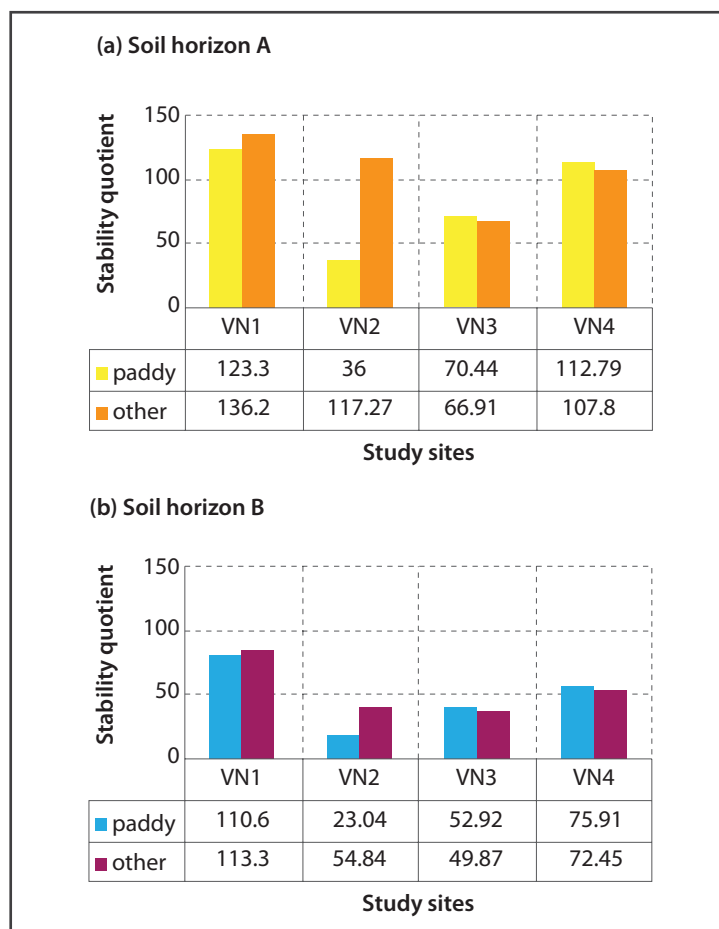 (a) Soil horizon A
Stability quotient
150
100
50
0
VN1 VN2 VN3 VN4
paddy 123.3 36 70.44 112.79
other 136.2 117.27 66.91 107.8
Study sites
(b) Soil horizon B
Stability quotient
150
100
50
0
VN1 VN2 VN3 VN4
paddy 110.6 23.04 52.92 75.91
other 113.3 54.84 49.87 72.45
Study sites